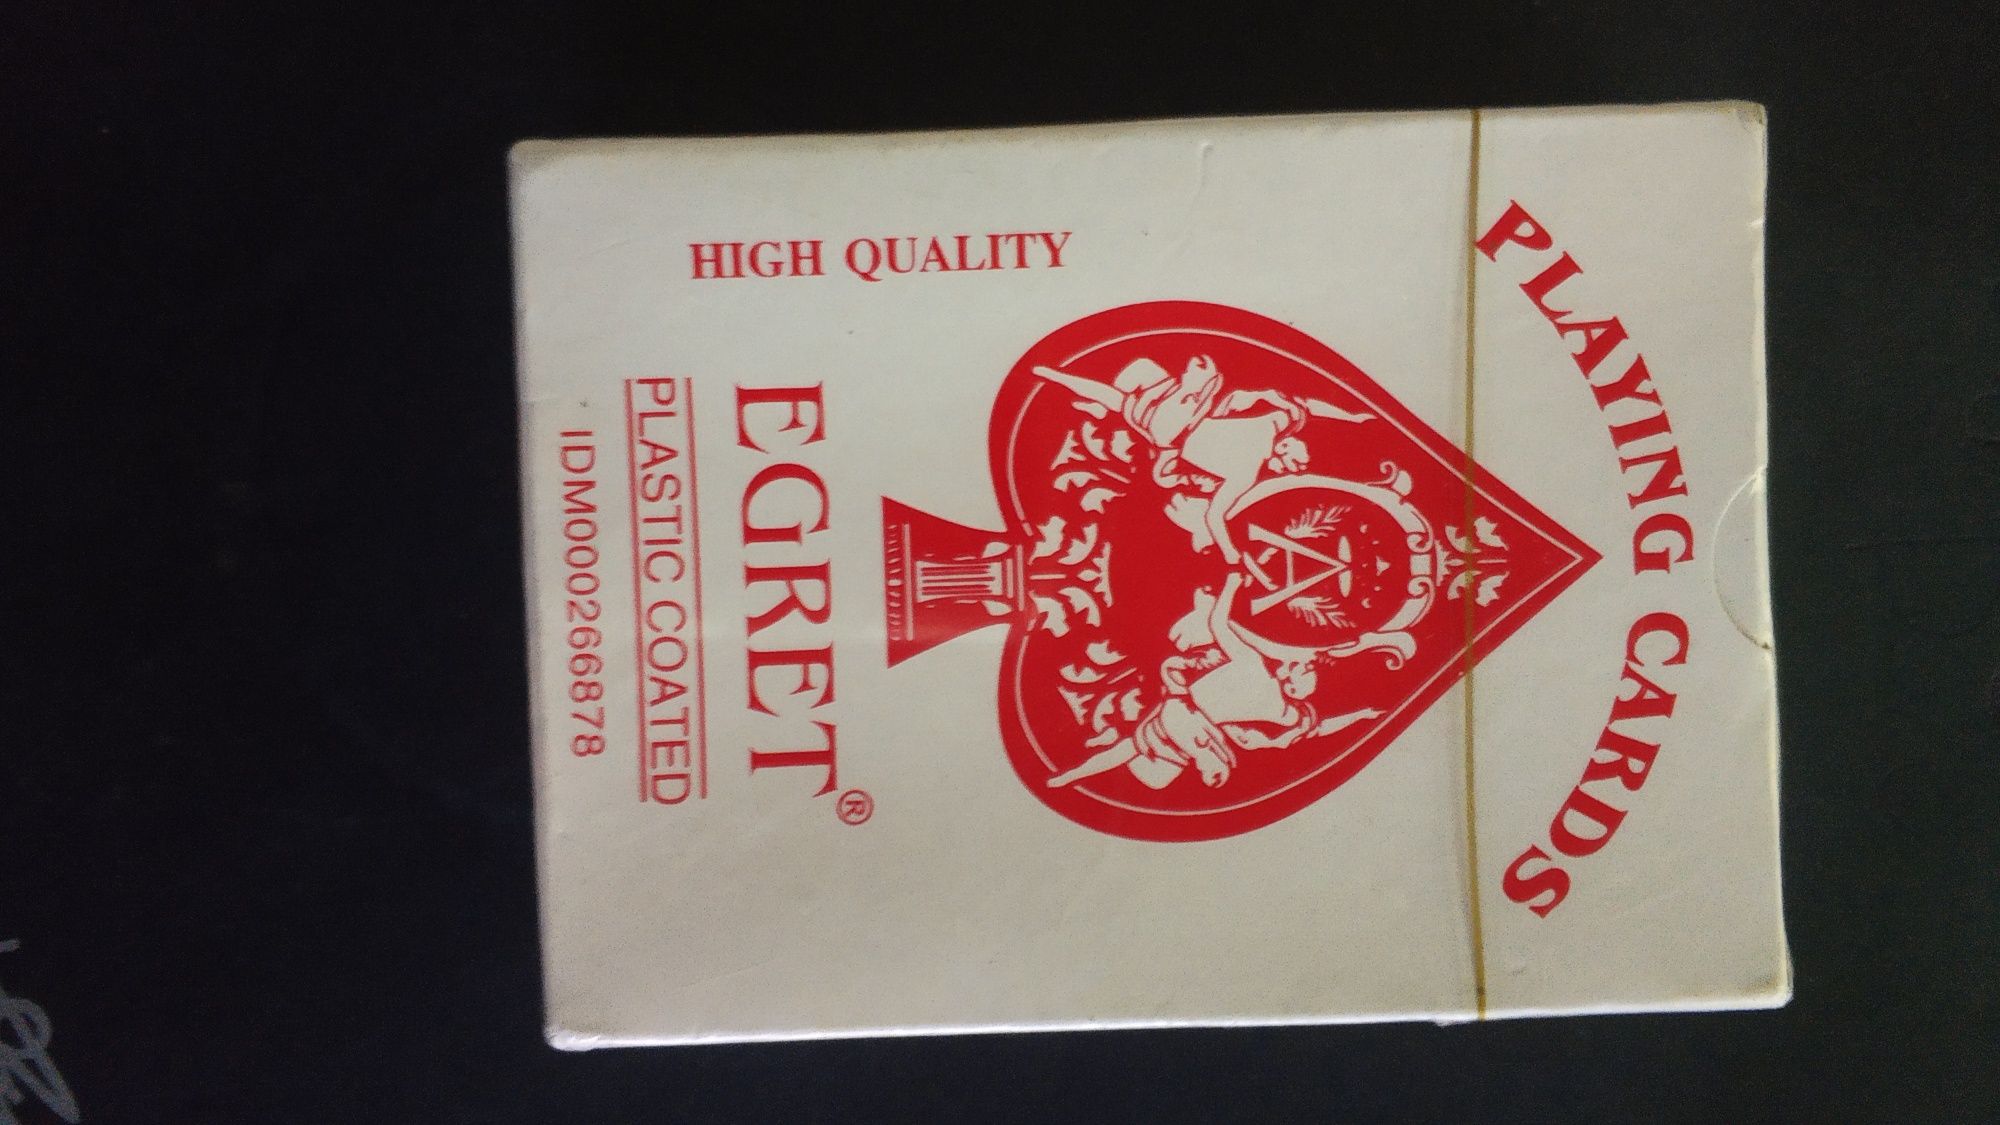 PLAYING CARDS
A
EGRET®
PLASTIC COATED
IDM000266878
HIGH QUALITY